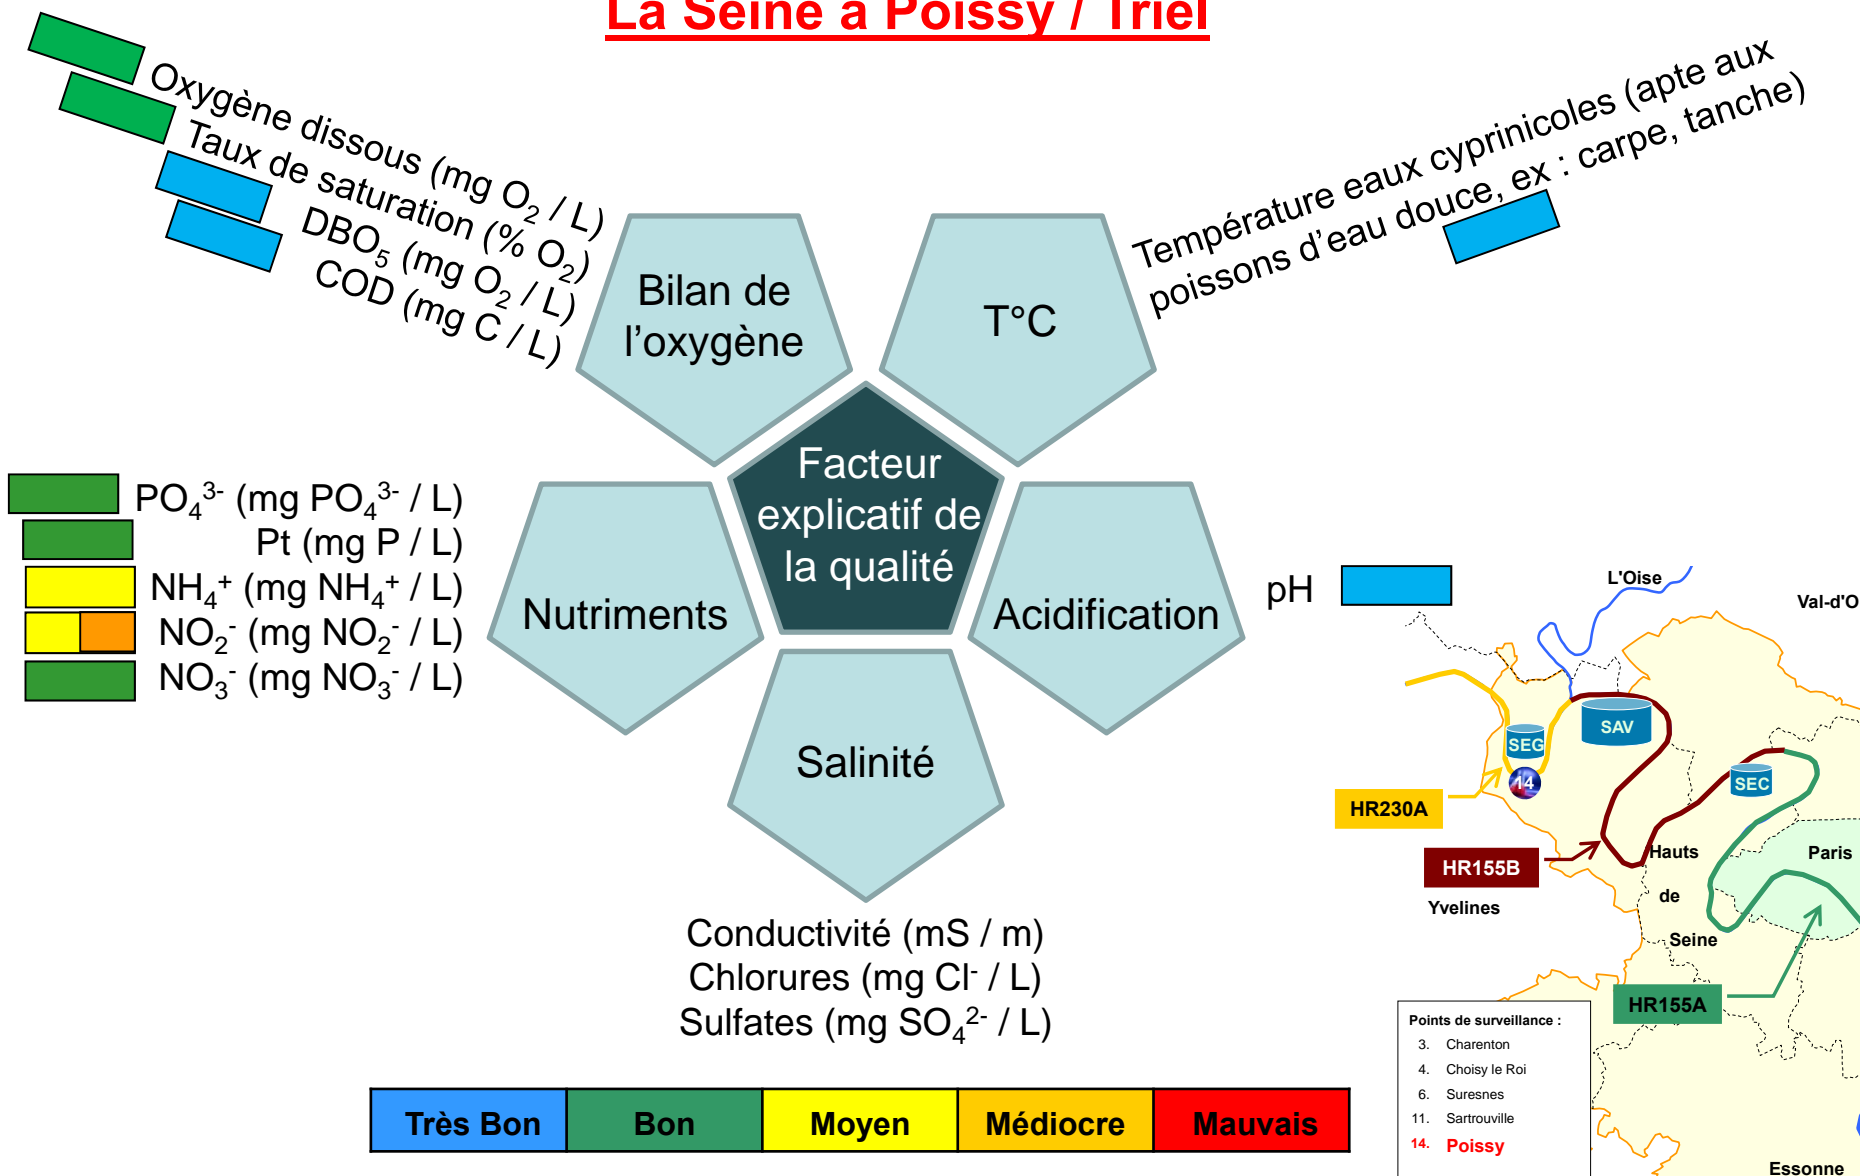 La Seine à Poissy / Triel
Oxygène dissous (mg O₂ / L)
Taux de saturation (% O₂)
DBO₅ (mg O₂ / L)
COD (mg C / L)
Température eaux cyprinicoles (apte aux
poissons d'eau douce, ex : carpe, tanche)
Bilan de
l'oxygène
T°C
Facteur
explicatif de
la qualité
PO₄³⁻ (mg PO₄³⁻ / L)
Pt (mg P / L)
NH₄⁺ (mg NH₄⁺ / L)
NO₂⁻ (mg NO₂⁻ / L)
NO₃⁻ (mg NO₃⁻ / L)
Nutriments
Acidification
pH
Salinité
Conductivité (mS / m)
Chlorures (mg Cl⁻ / L)
Sulfates (mg SO₄²⁻ / L)
Très Bon
Bon
Moyen
Médiocre
Mauvais
L'Oise
Val-d'O
SAV
SEG
14
SEC
HR230A
HR155B
Hauts
de
Seine
Paris
Yvelines
HR155A
Points de surveillance :
3. Charenton
4. Choisy le Roi
6. Suresnes
11. Sartrouville
14. Poissy
Essonne